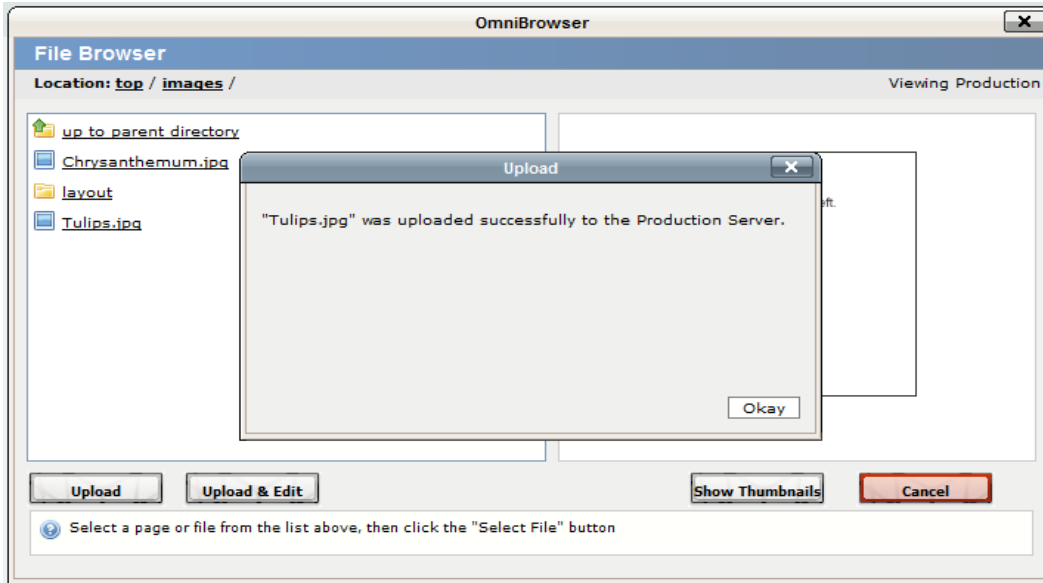 OmniBrowser
File Browser
Location: top / images /
Viewing Production
up to parent directory
Chrysanthemum.jpg
layout
Tulips.jpg
Upload
"Tulips.jpg" was uploaded successfully to the Production Server.
Okay
Upload
Upload & Edit
Show Thumbnails
Cancel
Select a page or file from the list above, then click the "Select File" button